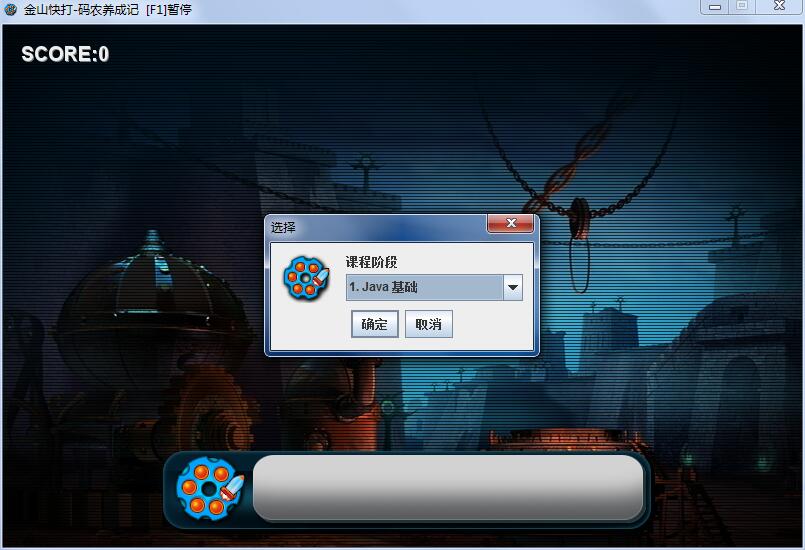 金山快打-码农养成记 [F1]暂停
SCORE:0
选择
课程阶段
1. Java 基础
确定 取消